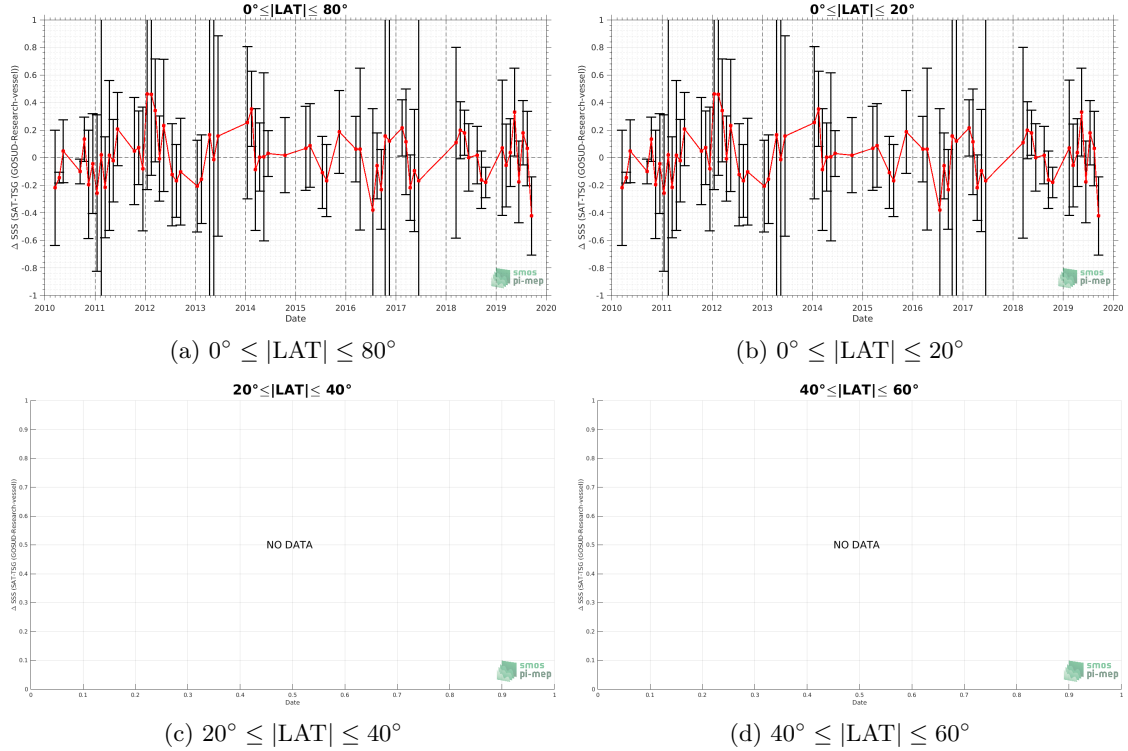 0°≤|LAT|≤ 80°
Δ SSS (SAT-TSG (GOSUD-Research-vessel))
1
0.8
0.6
0.4
0.2
0
-0.2
-0.4
-0.6
-0.8
-1
2010 2011 2012 2013 2014 2015 2016 2017 2018 2019 2020
Date
smos
pi-mep
(a) 0° ≤ |LAT| ≤ 80°
0°≤|LAT|≤ 20°
Δ SSS (SAT-TSG (GOSUD-Research-vessel))
1
0.8
0.6
0.4
0.2
0
-0.2
-0.4
-0.6
-0.8
-1
2010 2011 2012 2013 2014 2015 2016 2017 2018 2019 2020
Date
smos
pi-mep
(b) 0° ≤ |LAT| ≤ 20°
20°≤|LAT|≤ 40°
Δ SSS (SAT-TSG (GOSUD-Research-vessel))
1
0.9
0.8
0.7
0.6
0.5
0.4
0.3
0.2
0.1
0
NO DATA
0 0.1 0.2 0.3 0.4 0.5 0.6 0.7 0.8 0.9 1
Date
smos
pi-mep
(c) 20° ≤ |LAT| ≤ 40°
40°≤|LAT|≤ 60°
Δ SSS (SAT-TSG (GOSUD-Research-vessel))
1
0.9
0.8
0.7
0.6
0.5
0.4
0.3
0.2
0.1
0
NO DATA
0 0.1 0.2 0.3 0.4 0.5 0.6 0.7 0.8 0.9 1
Date
smos
pi-mep
(d) 40° ≤ |LAT| ≤ 60°